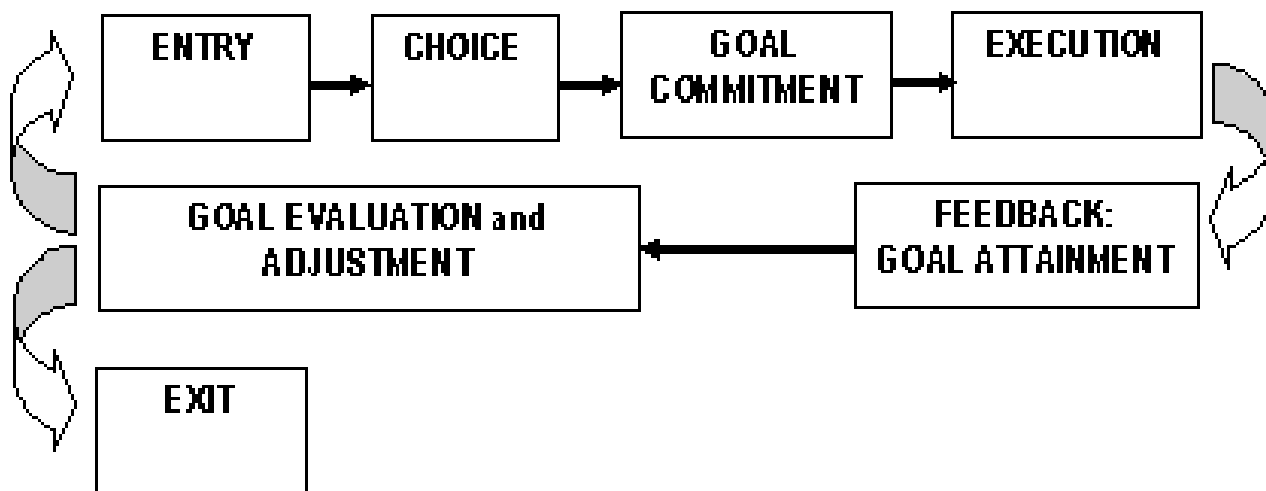 ENTRY
CHOICE
GOAL
COMMITMENT
EXECUTION
GOAL EVALUATION and
ADJUSTMENT
FEEDBACK:
GOAL ATTAINMENT
EXIT